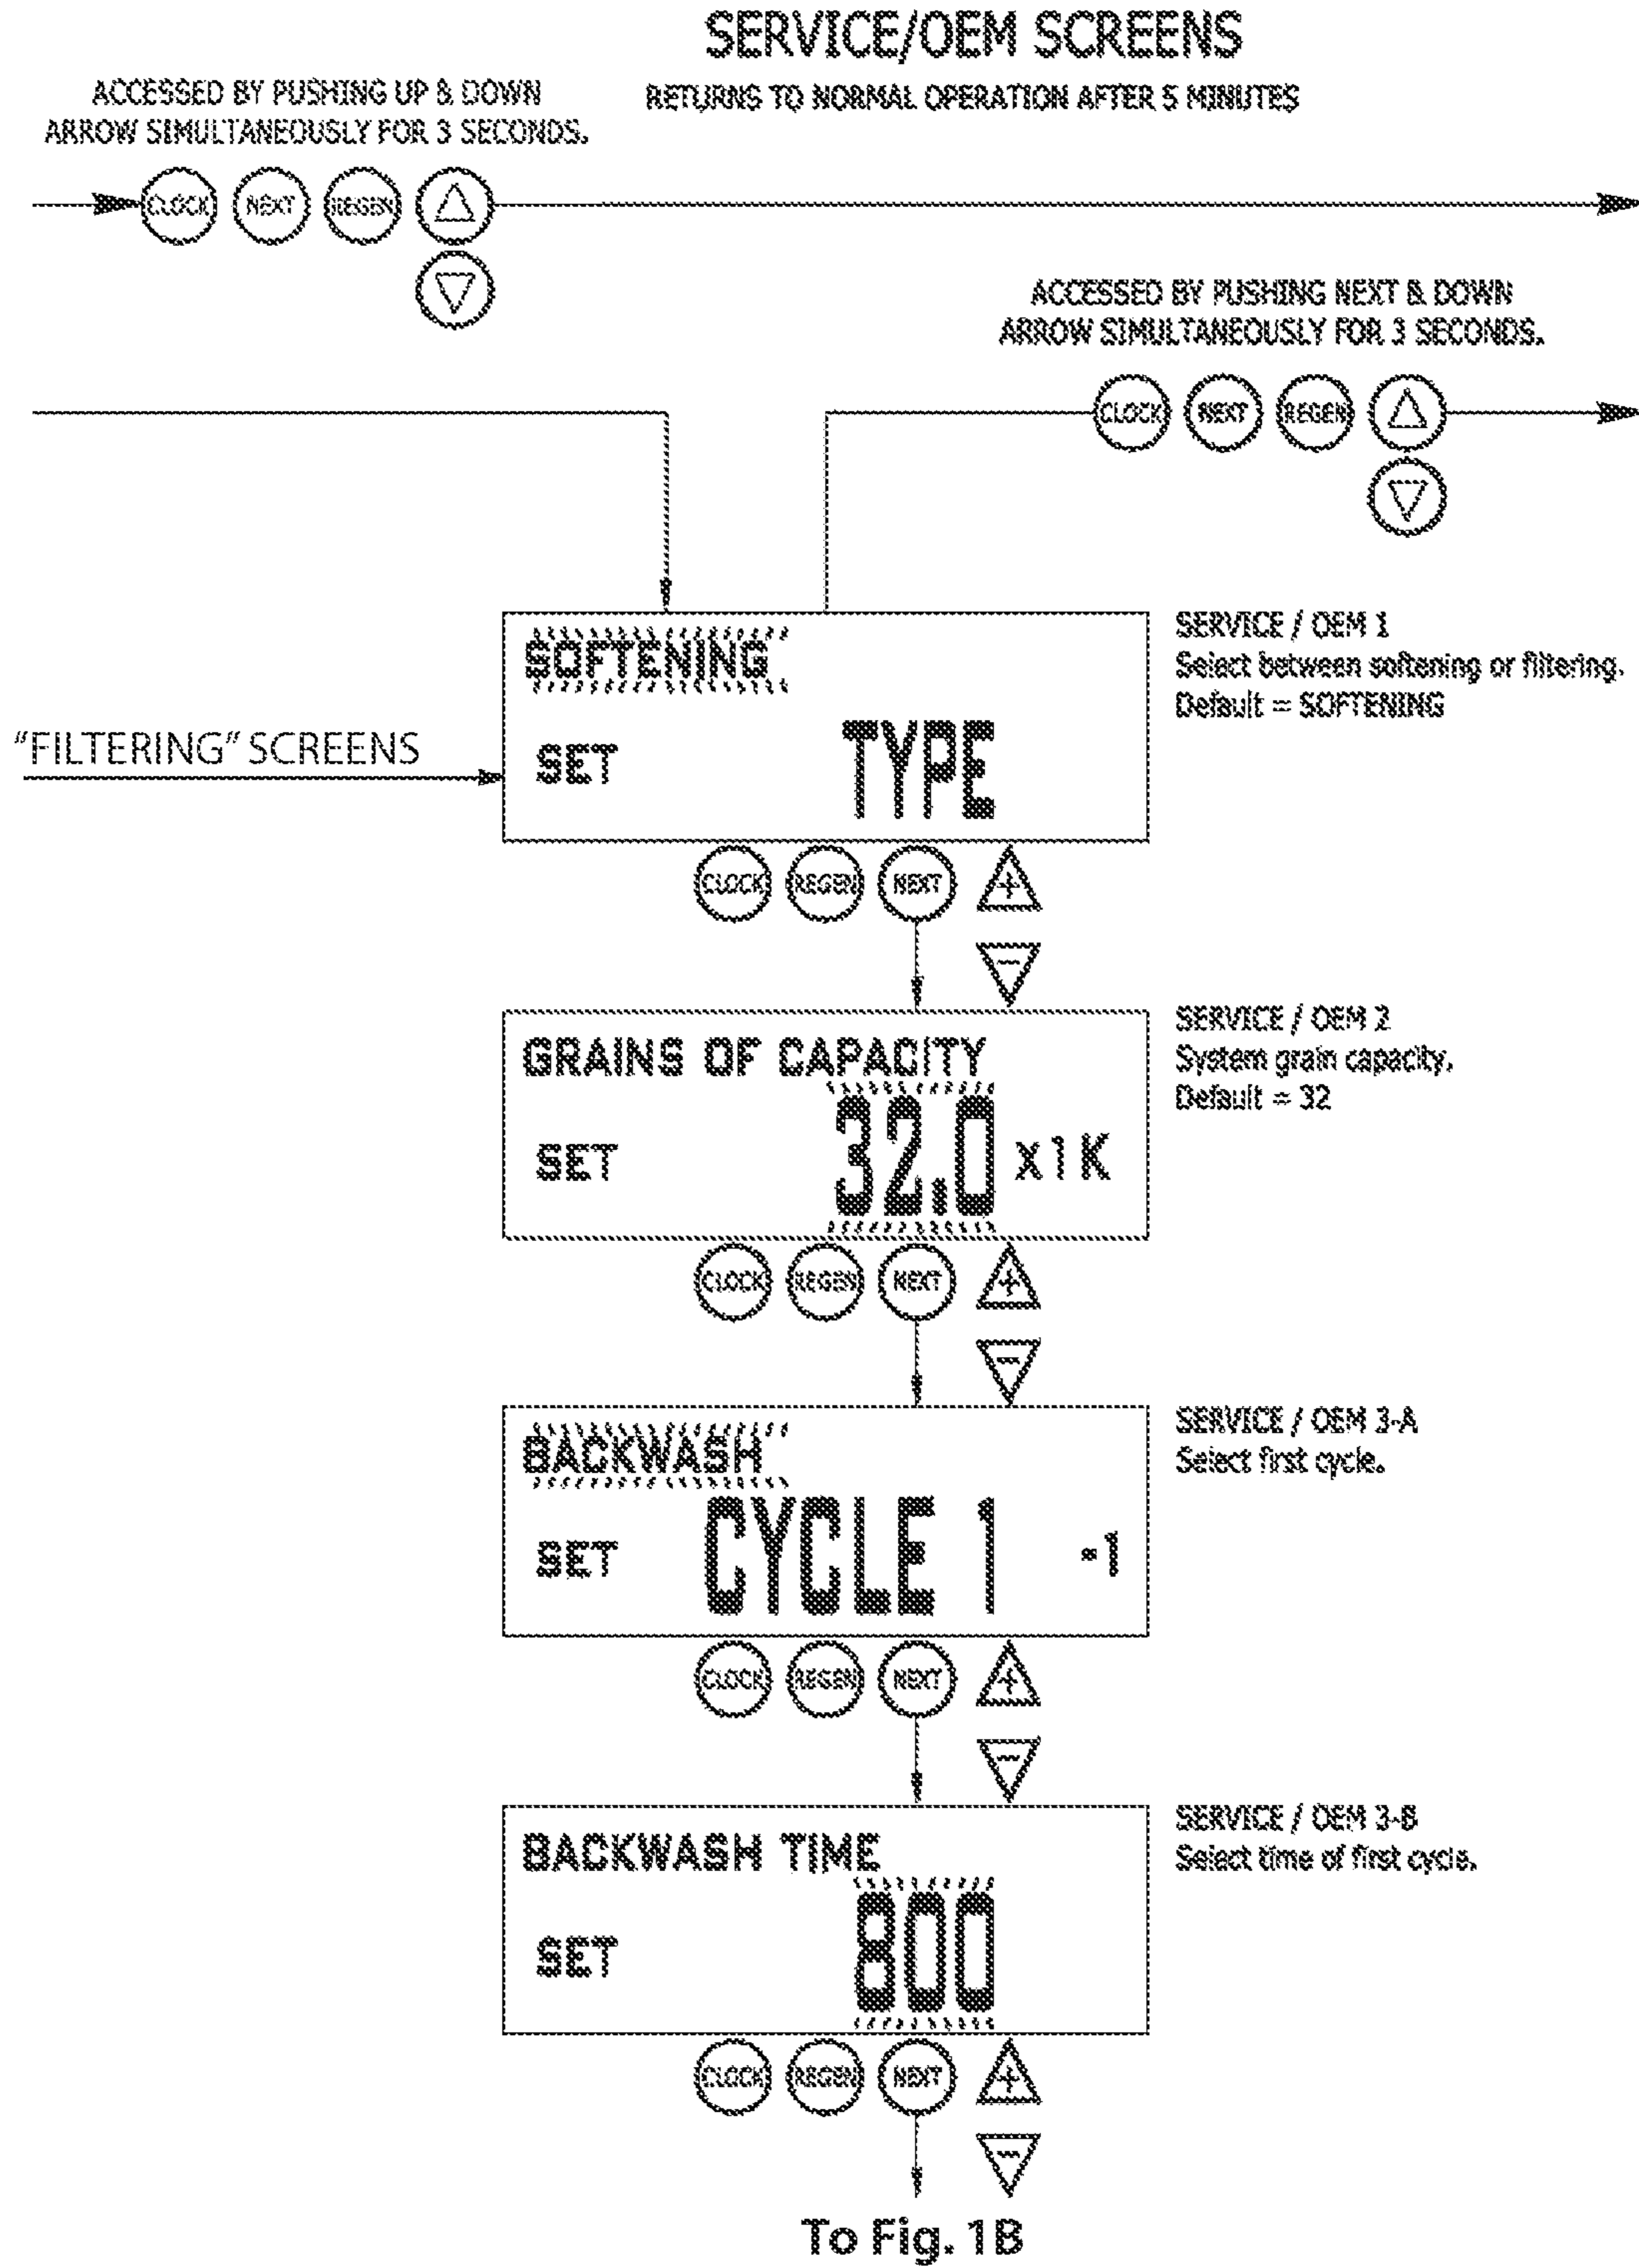 SERVICE/OEM SCREENS
RETURNS TO NORMAL OPERATION AFTER 5 MINUTES
ACCESSED BY PUSHING UP & DOWN
ARROW SIMULTANEOUSLY FOR 3 SECONDS.
CLOCK NEXT REGEN
ACCESSED BY PUSHING NEXT & DOWN
ARROW SIMULTANEOUSLY FOR 3 SECONDS.
CLOCK NEXT REGEN
"FILTERING" SCREENS
SOFTENING
SET TYPE
SERVICE / OEM 1
Select between softening or filtering.
Default = SOFTENING
CLOCK REGEN NEXT +
-
GRAINS OF CAPACITY
SET 32.0 x1K
SERVICE / OEM 2
System grain capacity.
Default = 32
CLOCK REGEN NEXT +
-
BACKWASH
SET CYCLE 1 -1
SERVICE / OEM 3-A
Select first cycle.
CLOCK REGEN NEXT +
-
BACKWASH TIME
SET 800
SERVICE / OEM 3-B
Select time of first cycle.
CLOCK REGEN NEXT +
-
To Fig. 1B